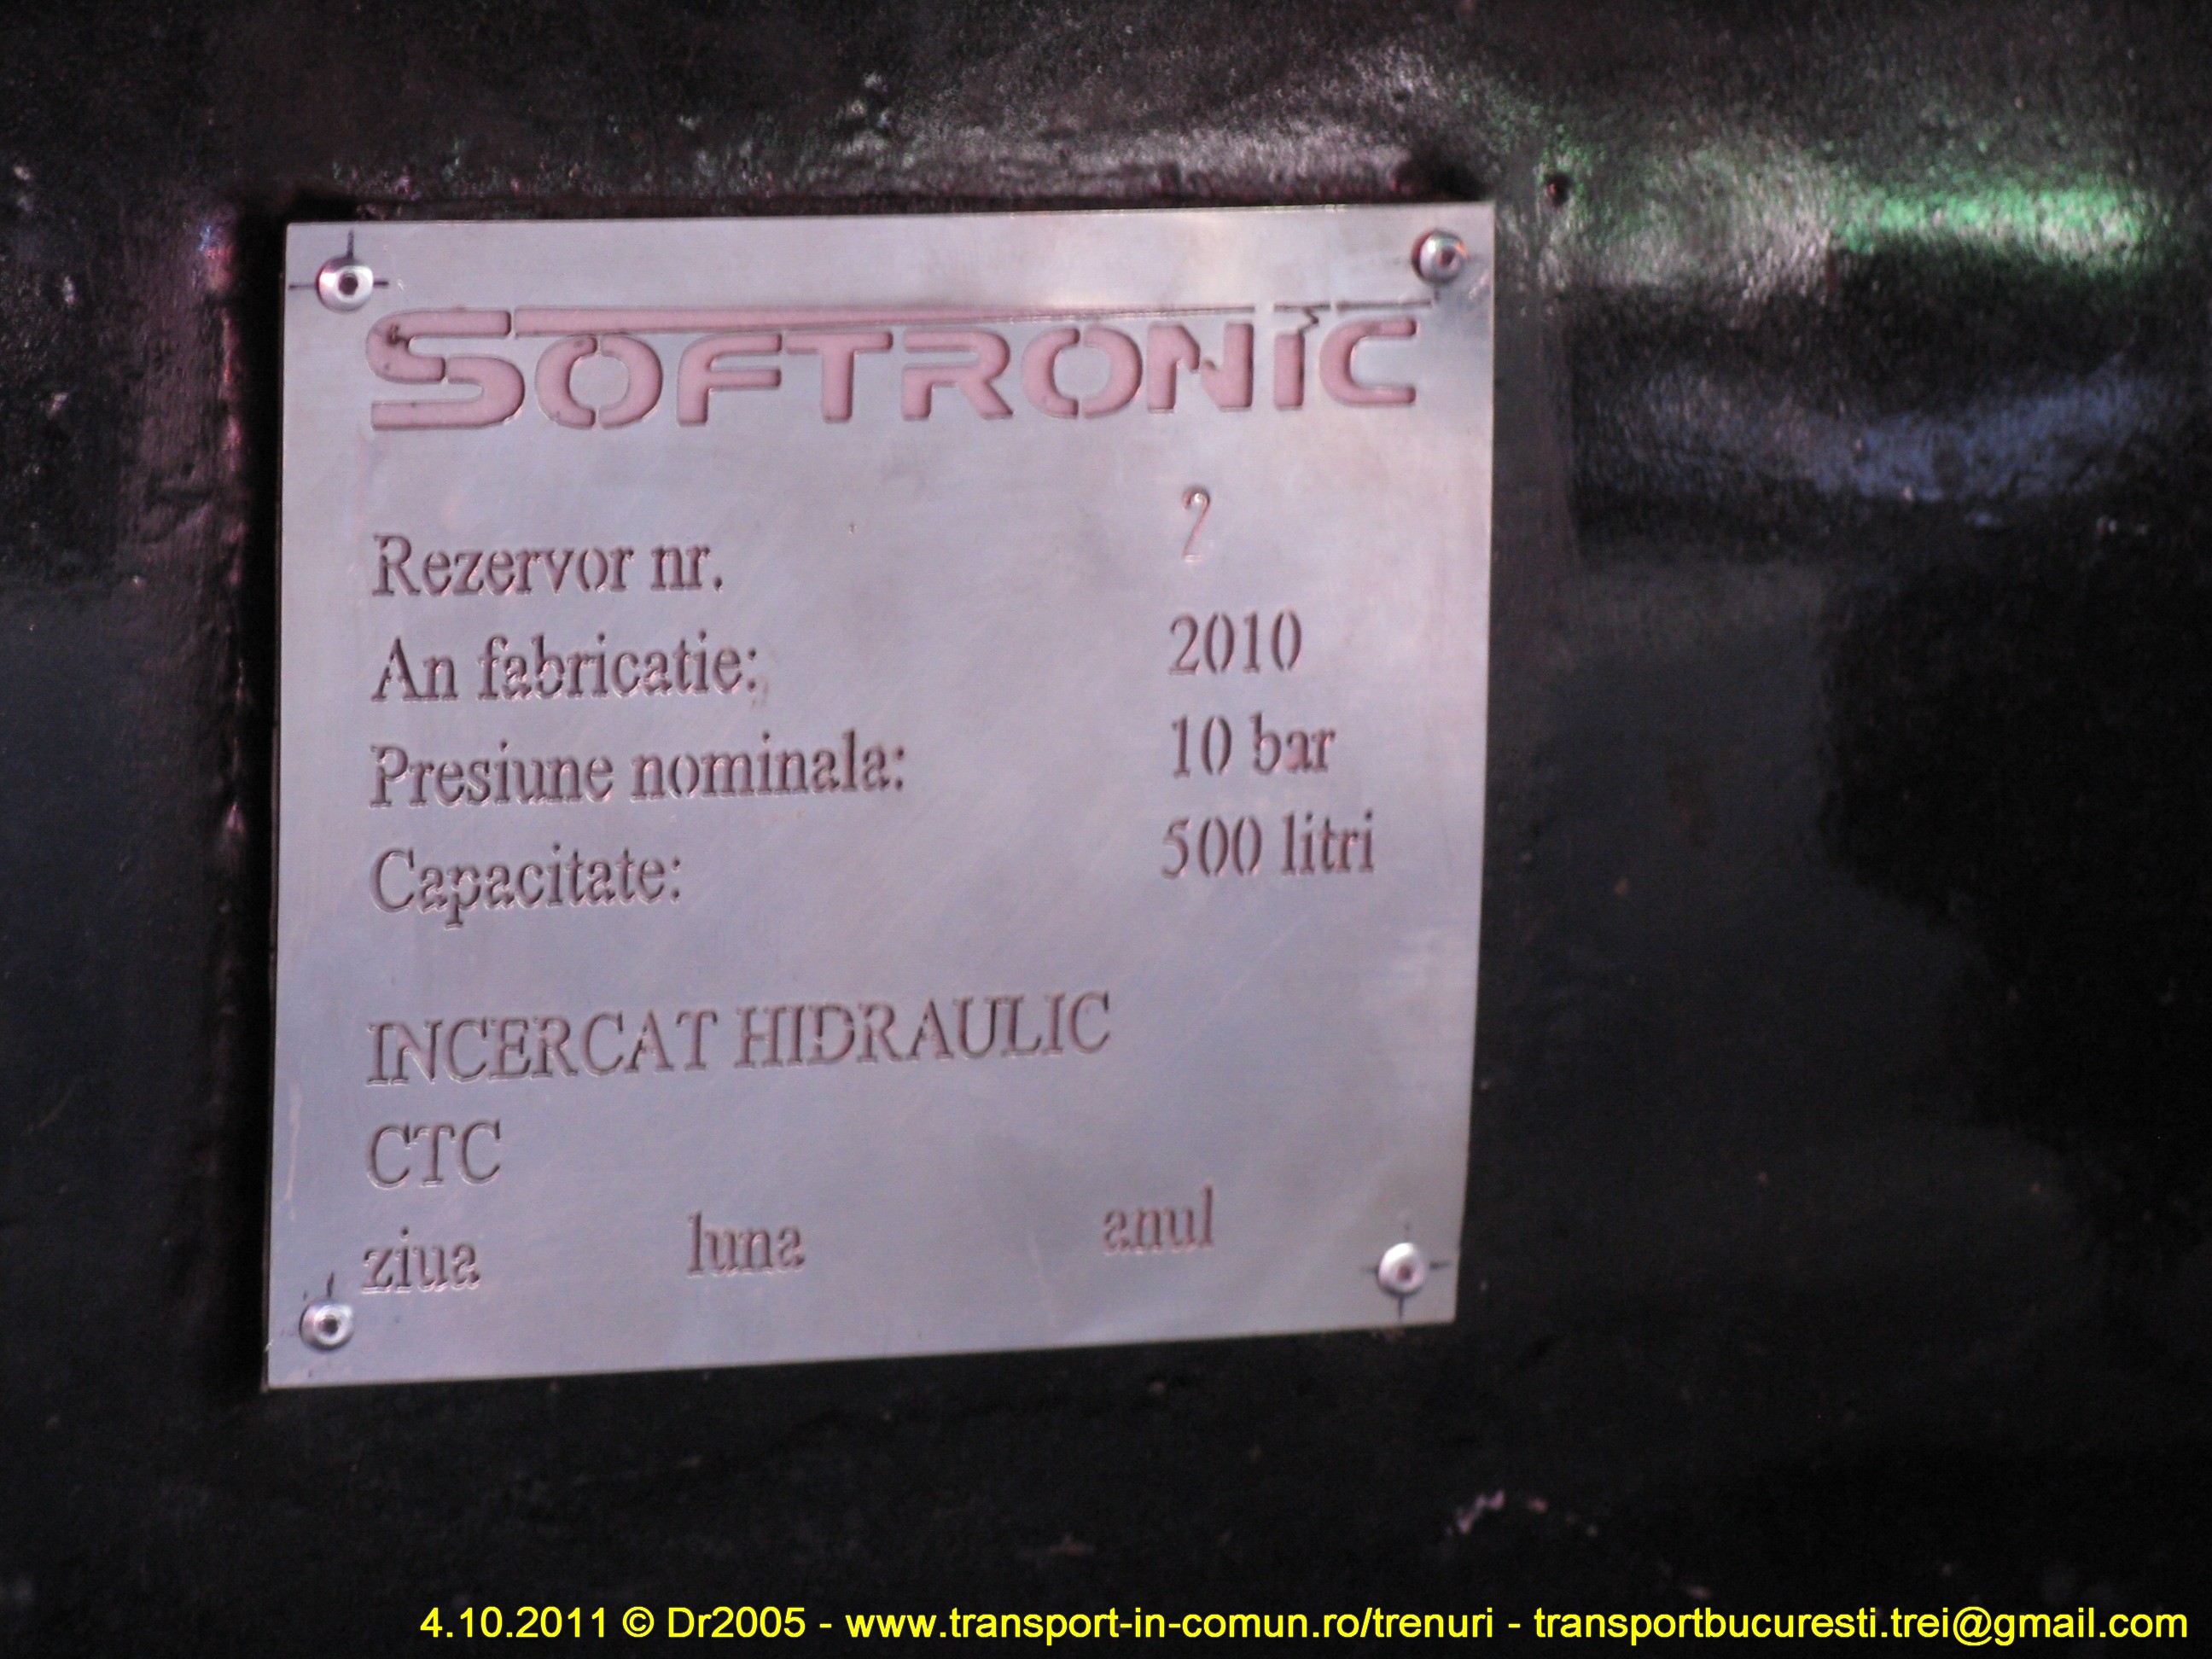 SOFTRONIC
Rezervor nr. 2
An fabricatie: 2010
Presiune nominala: 10 bar
Capacitate: 500 litri
INCERCAT HIDRAULIC
CTC
ziua luna anul
4.10.2011 © Dr2005 - www.transport-in-comun.ro/trenuri - transportbucuresti.trei@gmail.com